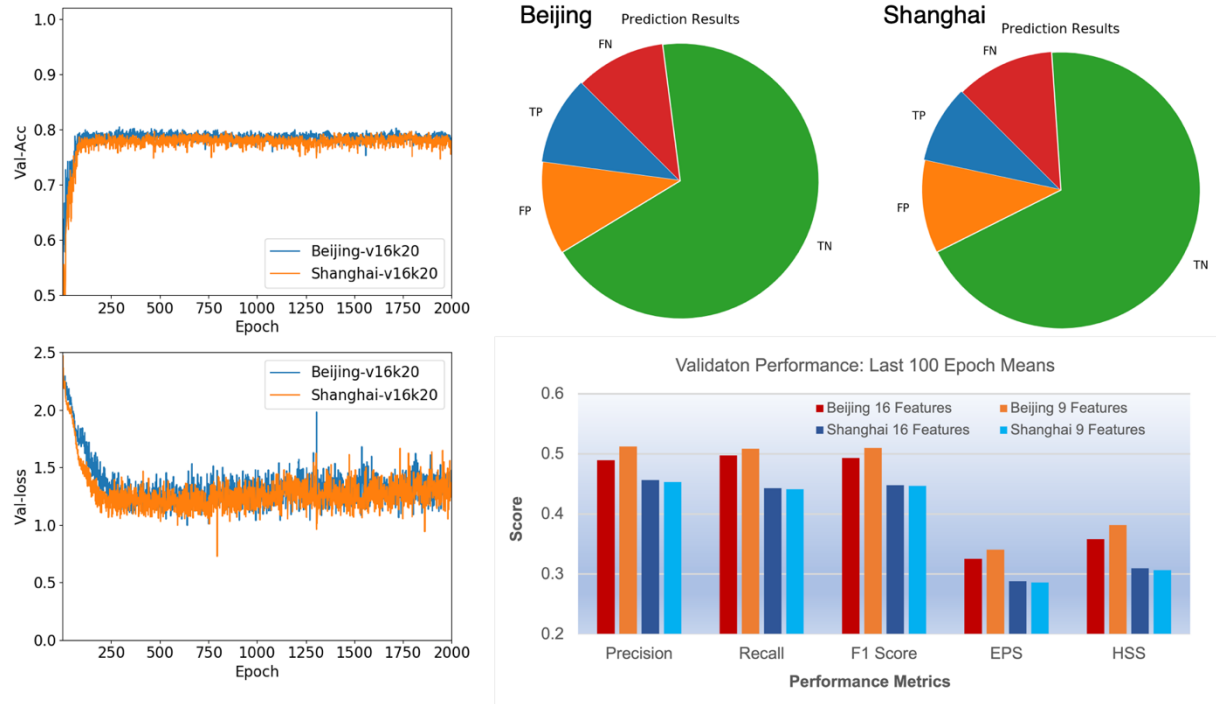 1.0
0.9
0.8
0.7
0.6
0.5
Val-Acc
Beijing-v16k20
Shanghai-v16k20
250 500 750 1000 1250 1500 1750 2000
Epoch
2.5
2.0
1.5
1.0
0.5
0.0
Val-loss
Beijing-v16k20
Shanghai-v16k20
250 500 750 1000 1250 1500 1750 2000
Epoch
Beijing
Prediction Results
FN
TP
FP
TN
Shanghai
Prediction Results
FN
TP
FP
TN
Validaton Performance: Last 100 Epoch Means
0.6
0.5
0.4
0.3
0.2
Score
Beijing 16 Features Beijing 9 Features
Shanghai 16 Features Shanghai 9 Features
Precision Recall F1 Score EPS HSS
Performance Metrics